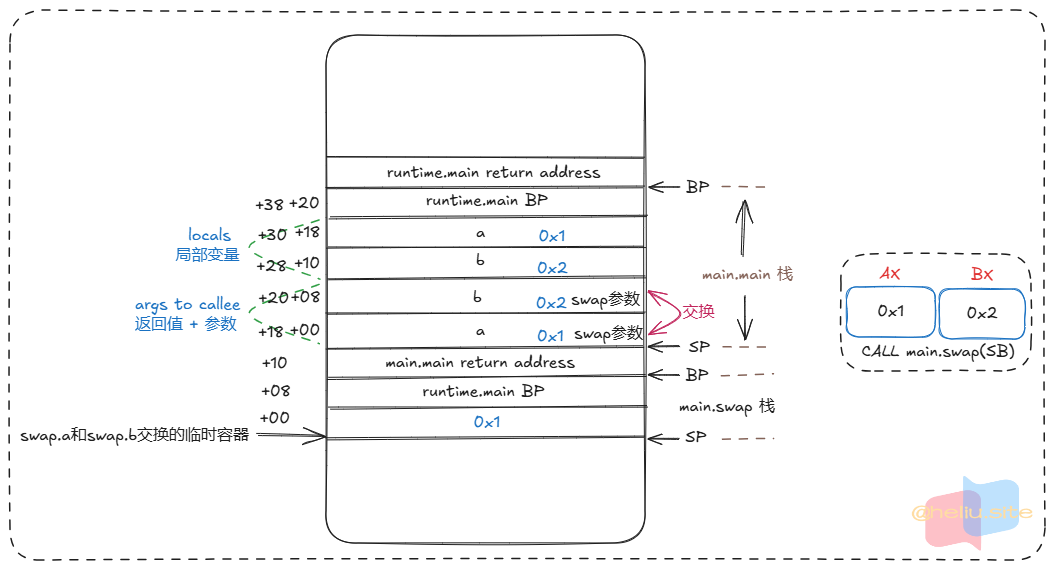 runtime.main return address
BP
+38 +20
runtime.main BP
locals
局部变量
+30 +18
a 0x1
+28 +10
b 0x2
main.main 栈
args to callee
返回值 + 参数
+20 +08
b 0x2 swap参数
交换
+18 +00
a 0x1 swap参数
SP
+10
main.main return address
BP
+08
runtime.main BP
main.swap 栈
+00
0x1
swap.a和swap.b交换的临时容器
SP
AX BX
0x1 0x2
CALL main.swap(SB)
@heliu.site